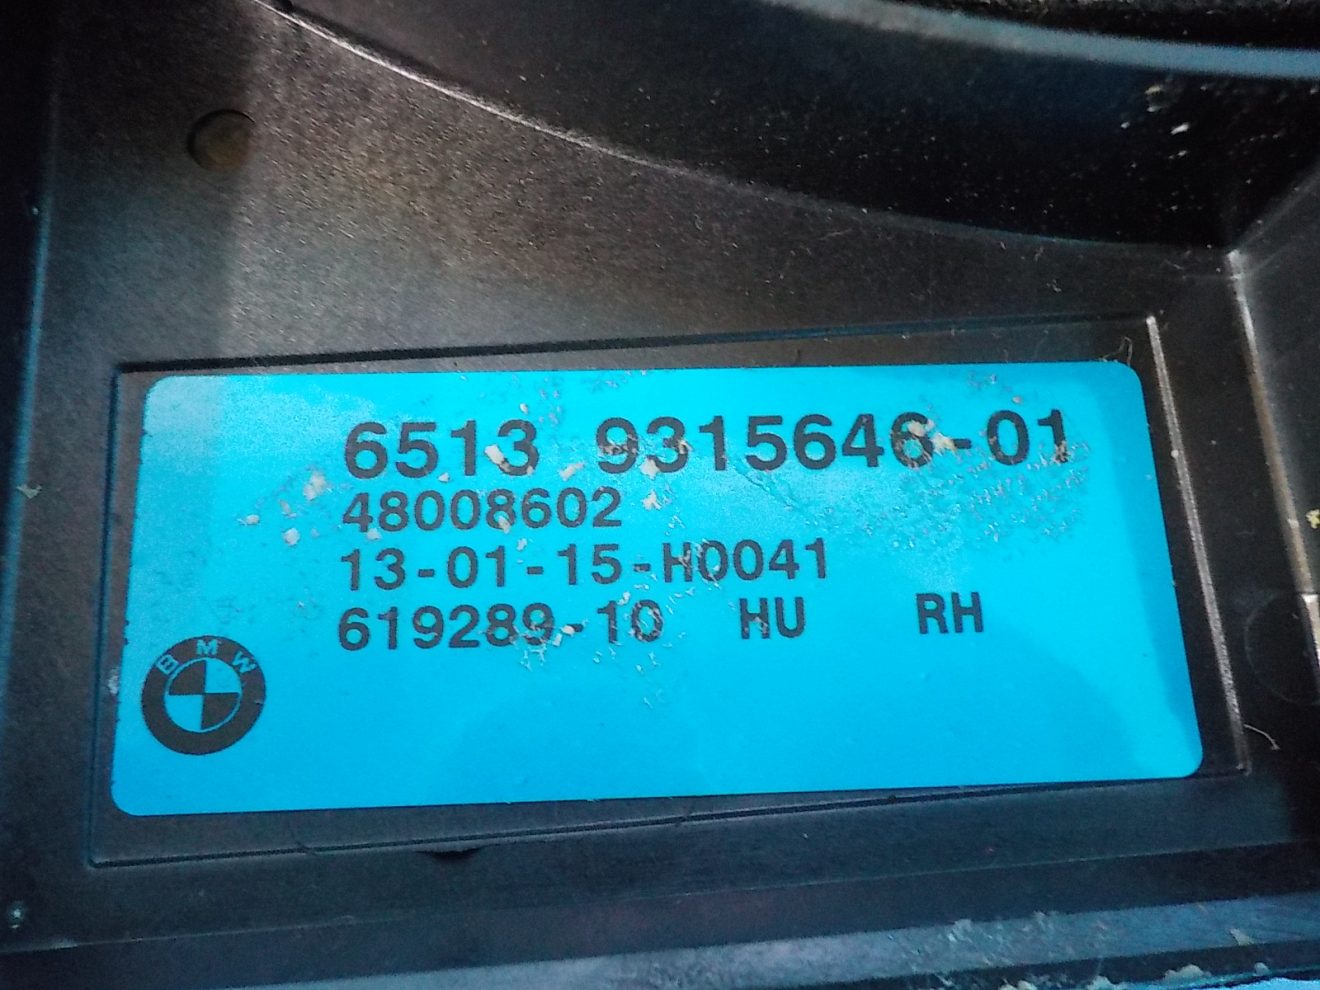 6513 9315646-01
48008602
13-01-15-H0041
619289-10 HU RH
BMW